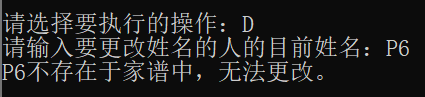 请选择要执行的操作：D
请输入要更改姓名的人的目前姓名：P6
P6不存在于家谱中，无法更改。